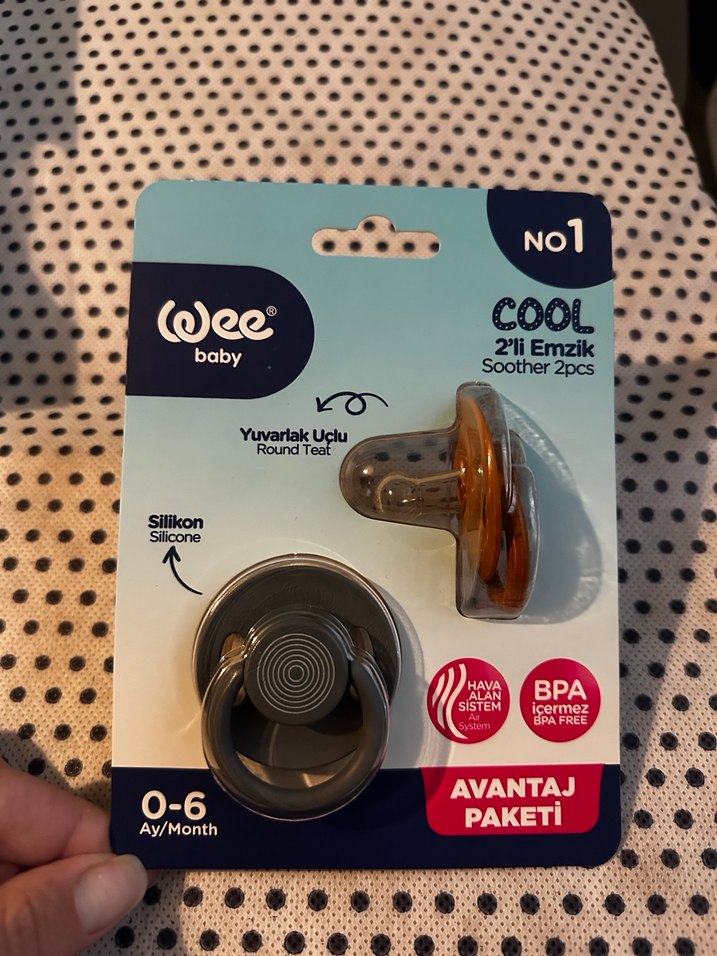 NO1
wee®
baby
COOL
2'li Emzik
Soother 2pcs
Yuvarlak Uçlu
Round Teat
Silikon
Silicone
HAVA
ALAN
SİSTEM
Air
System
BPA
içermez
BPA FREE
AVANTAJ
PAKETİ
0-6
Ay/Month